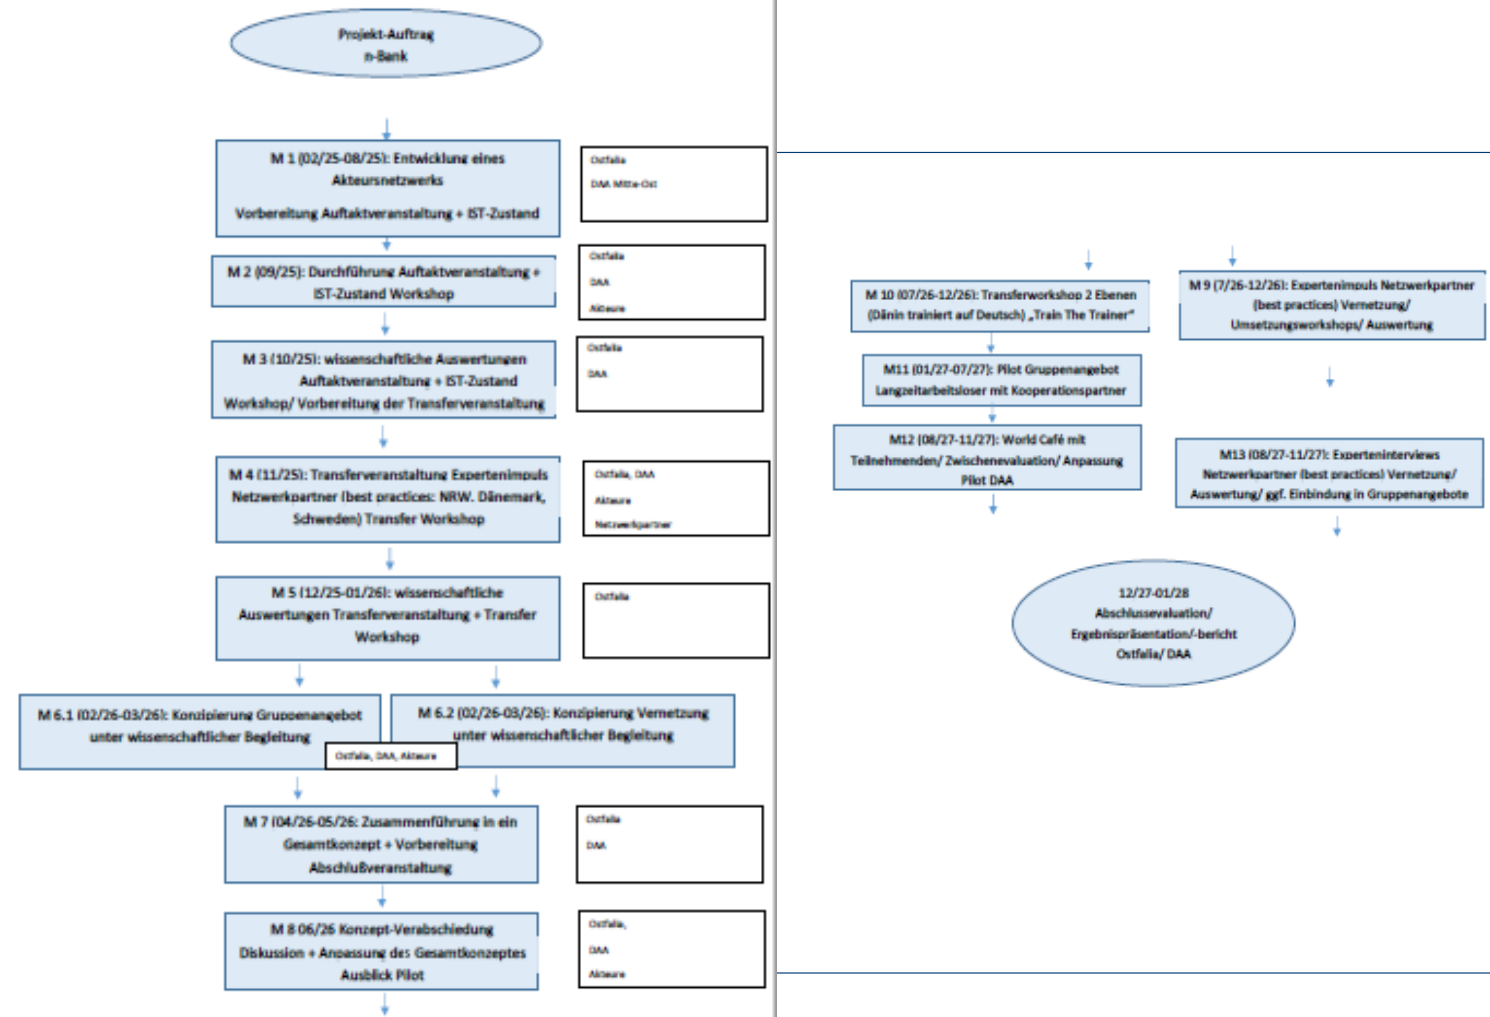 Projekt-Auftrag
n-Bank
M 1 (02/25-08/25): Entwicklung eines
Akteursnetzwerks
Vorbereitung Auftaktveranstaltung + IST-Zustand
Ostfalia
DAA Mitte-Ost
M 2 (09/25): Durchführung Auftaktveranstaltung +
IST-Zustand Workshop
Ostfalia
DAA
Akteure
M 3 (10/25): wissenschaftliche Auswertungen
Auftaktveranstaltung + IST-Zustand
Workshop/ Vorbereitung der Transferveranstaltung
Ostfalia
DAA
M 4 (11/25): Transferveranstaltung Expertenimpuls
Netzwerkpartner (best practices: NRW, Dänemark,
Schweden) Transfer Workshop
Ostfalia, DAA
Akteure
Netzwerkpartner
M 5 (12/25-01/26): wissenschaftliche
Auswertungen Transferveranstaltung + Transfer
Workshop
Ostfalia
M 6.1 (02/26-03/26): Konzipierung Gruppenangebot
unter wissenschaftlicher Begleitung
M 6.2 (02/26-03/26): Konzipierung Vernetzung
unter wissenschaftlicher Begleitung
Ostfalia, DAA, Akteure
M 7 (04/26-05/26: Zusammenführung in ein
Gesamtkonzept + Vorbereitung
Abschlußveranstaltung
Ostfalia
DAA
M 8 06/26 Konzept-Verabschiedung
Diskussion + Anpassung des Gesamtkonzeptes
Ausblick Pilot
Ostfalia,
DAA
Akteure
M 10 (07/26-12/26): Transferworkshop 2 Ebenen
(Dänin trainiert auf Deutsch) „Train The Trainer“
M 9 (7/26-12/26): Expertenimpuls Netzwerkpartner
(best practices) Vernetzung/
Umsetzungsworkshops/ Auswertung
M11 (01/27-07/27): Pilot Gruppenangebot
Langzeitarbeitsloser mit Kooperationspartner
M12 (08/27-11/27): World Café mit
Teilnehmenden/ Zwischenevaluation/ Anpassung
Pilot DAA
M13 (08/27-11/27): Experteninterviews
Netzwerkpartner (best practices) Vernetzung/
Auswertung/ ggf. Einbindung in Gruppenangebote
12/27-01/28
Abschlussevaluation/
Ergebnispräsentation/-bericht
Ostfalia/ DAA